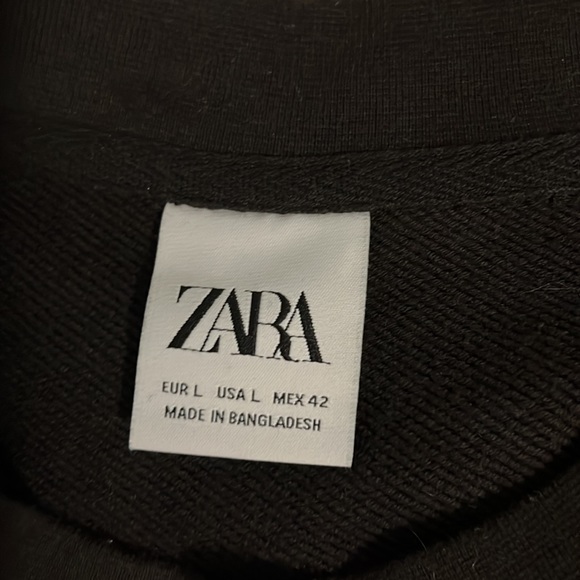 ZARA
EUR L USA L MEX 42
MADE IN BANGLADESH